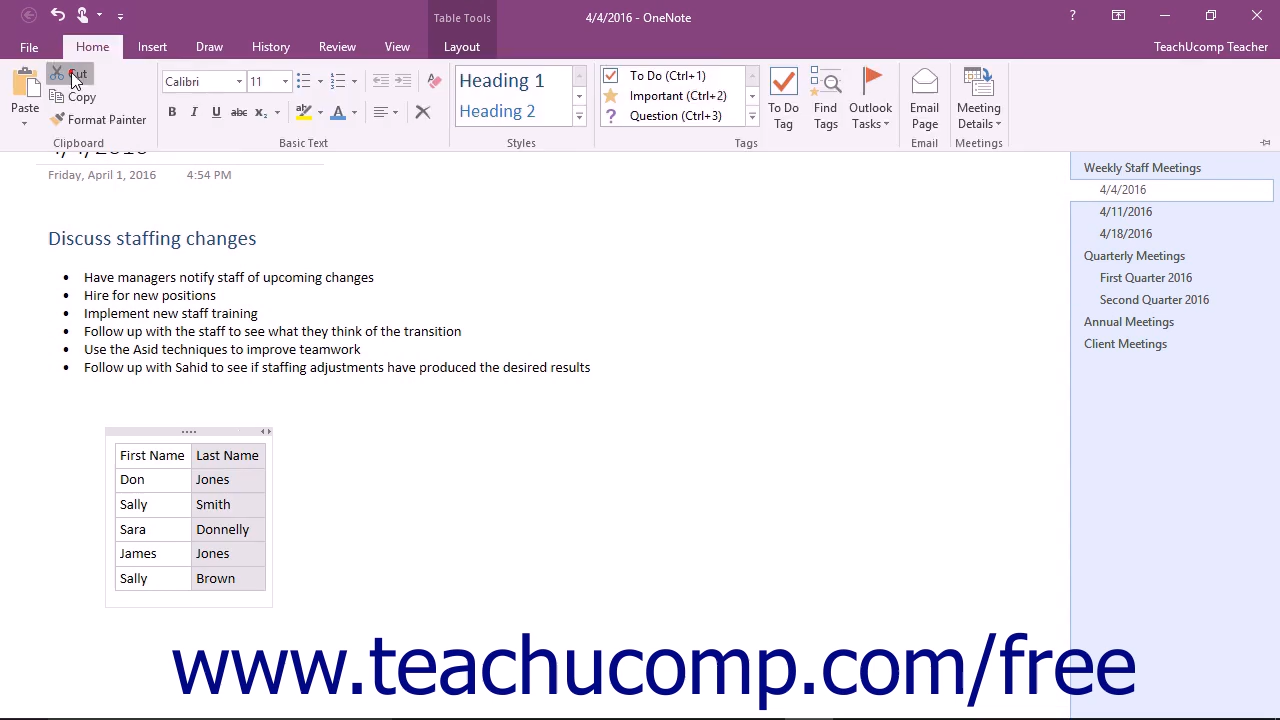 Table Tools
4/4/2016 - OneNote
?
File
Home
Insert
Draw
History
Review
View
Layout
TeachUcomp Teacher
Paste
Cut
Copy
Format Painter
Clipboard
Calibri
11
B I U abc x₂
A
Basic Text
Heading 1
Heading 2
Styles
To Do (Ctrl+1)
Important (Ctrl+2)
? Question (Ctrl+3)
To Do
Tag
Find
Tags
Outlook
Tasks
Tags
Email
Page
Email
Meeting
Details
Meetings
4/4/2016
Friday, April 1, 2016 4:54 PM
Discuss staffing changes
• Have managers notify staff of upcoming changes
• Hire for new positions
• Implement new staff training
• Follow up with the staff to see what they think of the transition
• Use the Asid techniques to improve teamwork
• Follow up with Sahid to see if staffing adjustments have produced the desired results
First Name Last Name
Don Jones
Sally Smith
Sara Donnelly
James Jones
Sally Brown
Weekly Staff Meetings
4/4/2016
4/11/2016
4/18/2016
Quarterly Meetings
First Quarter 2016
Second Quarter 2016
Annual Meetings
Client Meetings
www.teachucomp.com/free